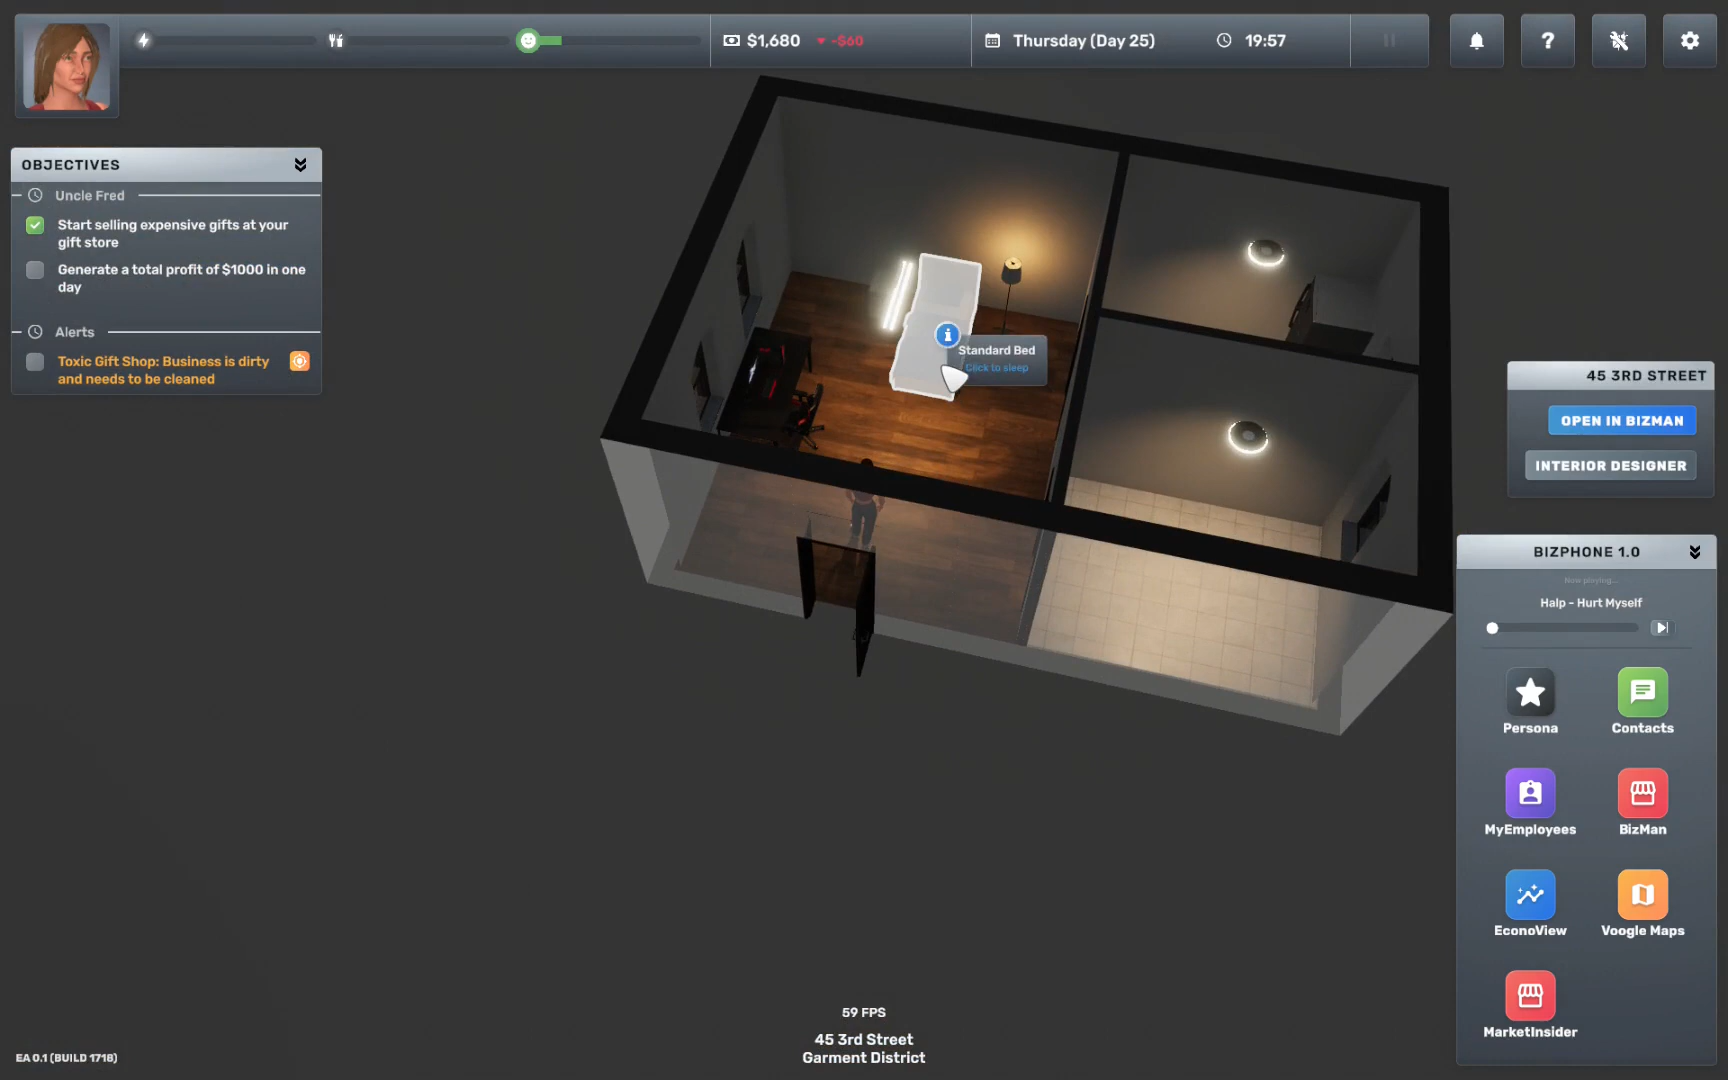 $1,680
-$60
Thursday (Day 25)
19:57
?
OBJECTIVES
Uncle Fred
Start selling expensive gifts at your
gift store
Generate a total profit of $1000 in one
day
Alerts
Toxic Gift Shop: Business is dirty
and needs to be cleaned
i
Standard Bed
Click to sleep
45 3RD STREET
OPEN IN BIZMAN
INTERIOR DESIGNER
BIZPHONE 1.0
Now playing...
Halp - Hurt Myself
Persona
Contacts
MyEmployees
BizMan
EconoView
Voogle Maps
MarketInsider
59 FPS
45 3rd Street
Garment District
EA 0.1 (BUILD 1718)